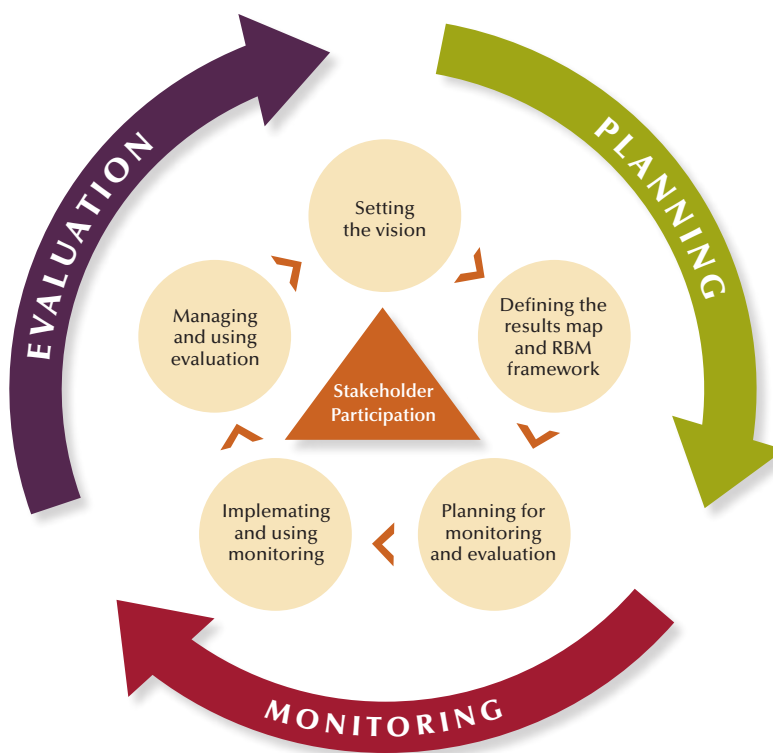 EVALUATION
PLANNING
MONITORING
Setting
the vision
Defining the
results map
and RBM
framework
Planning for
monitoring
and evaluation
Implemating
and using
monitoring
Managing
and using
evaluation
Stakeholder
Participation